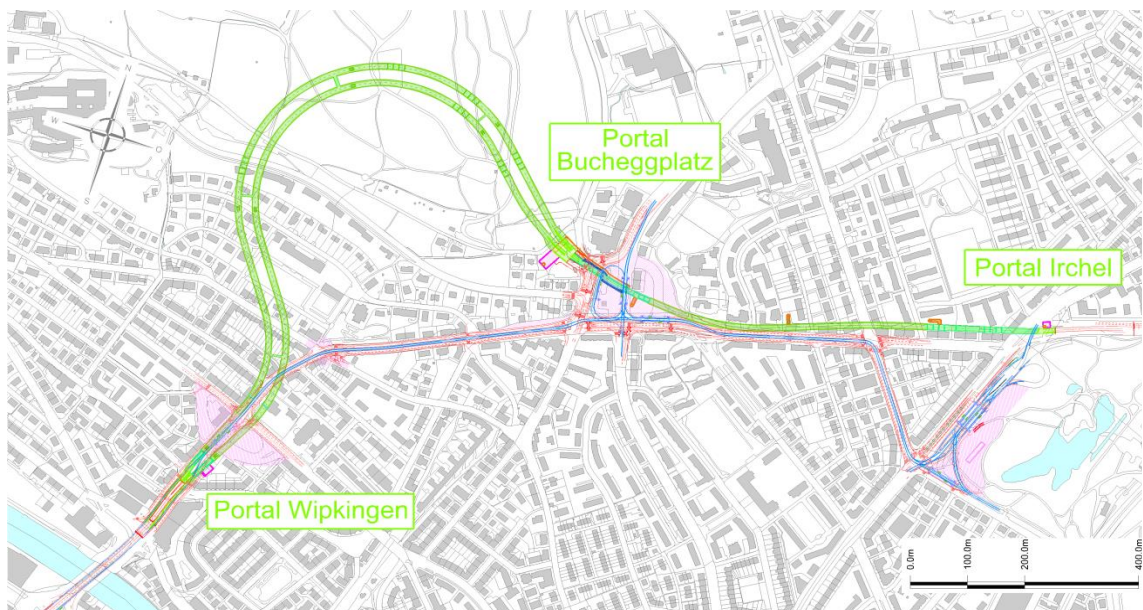 Portal
Bucheggplatz
Portal Irchel
Portal Wipkingen
N
W
O
S
0.0m
100.0m
200.0m
400.0m